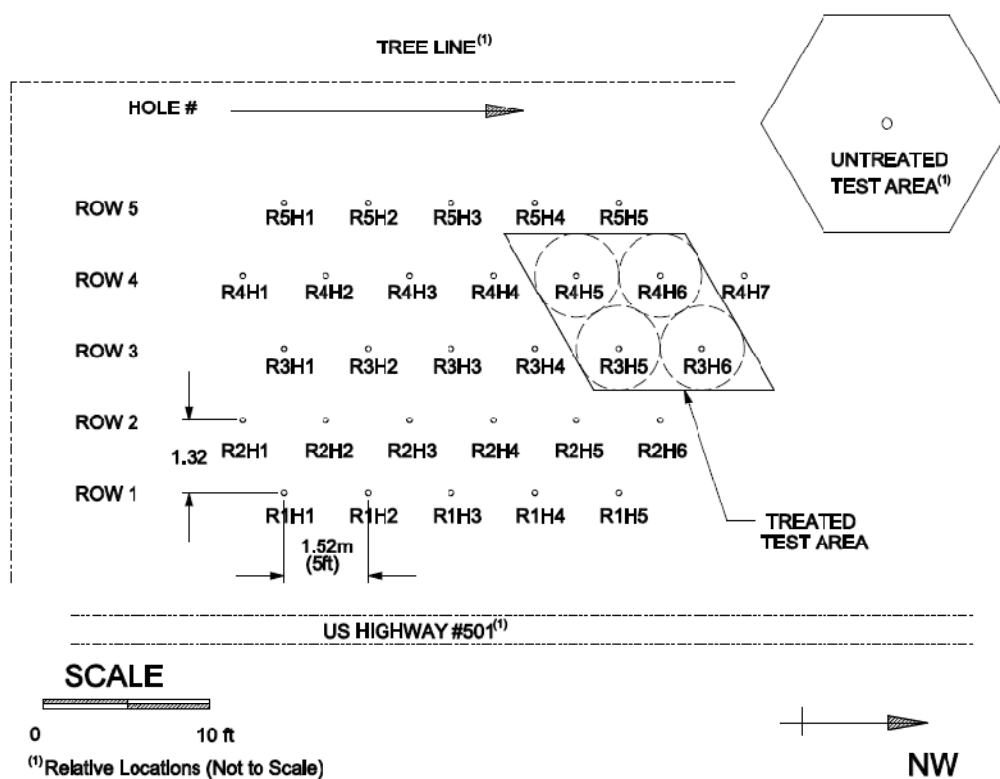 TREE LINE(1)
HOLE #
UNTREATED
TEST AREA(1)
ROW 5
R5H1 R5H2 R5H3 R5H4 R5H5
ROW 4
R4H1 R4H2 R4H3 R4H4 R4H5 R4H6 R4H7
ROW 3
R3H1 R3H2 R3H3 R3H4 R3H5 R3H6
ROW 2
R2H1 R2H2 R2H3 R2H4 R2H5 R2H6
1.32
ROW 1
R1H1 R1H2 R1H3 R1H4 R1H5
1.52m
(5ft)
TREATED
TEST AREA
US HIGHWAY #501(1)
SCALE
0 10 ft
(1)Relative Locations (Not to Scale)
NW